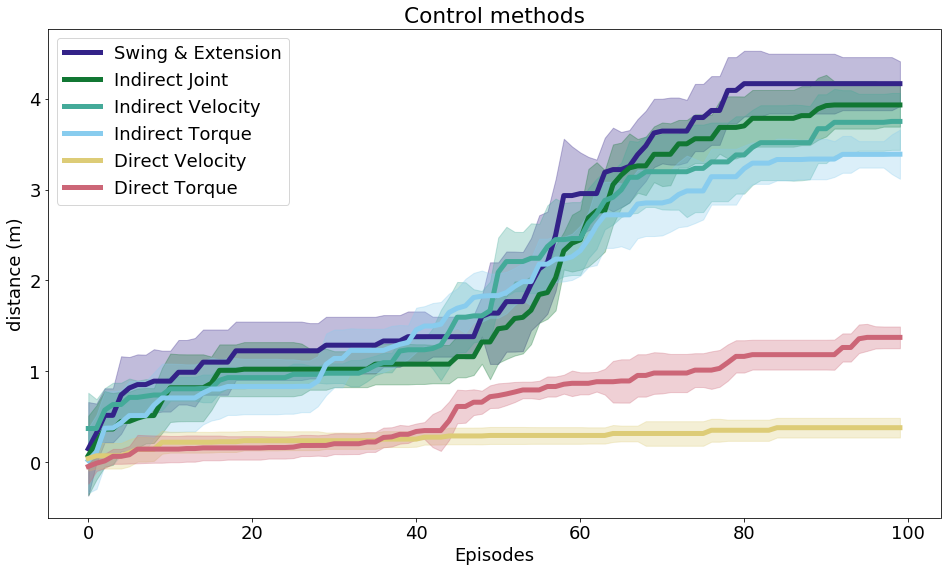 Control methods
Swing & Extension
Indirect Joint
Indirect Velocity
Indirect Torque
Direct Velocity
Direct Torque
distance (m)
4
3
2
1
0
0 20 40 60 80 100
Episodes